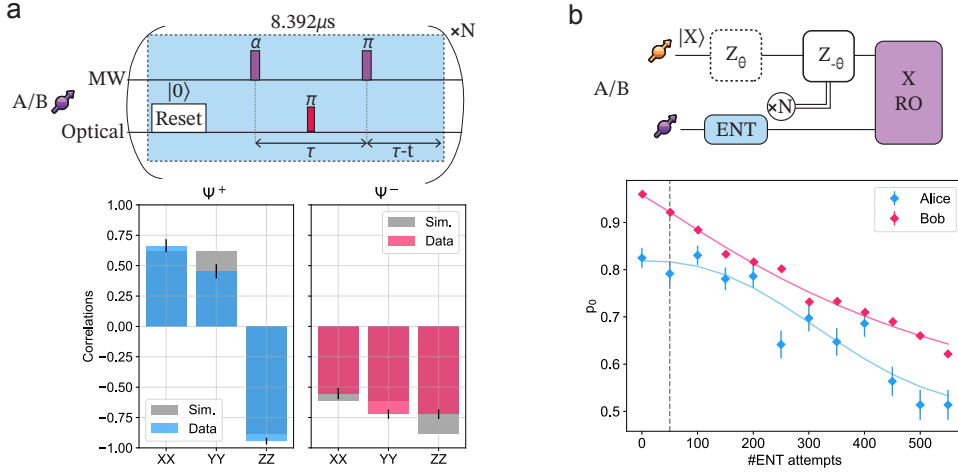 a
8.392μs
×N
α
π
MW
|0⟩
A/B
Reset
π
Optical
τ
τ-t
Ψ+
Ψ−
1.00
0.75
0.50
0.25
0.00
−0.25
−0.50
−0.75
−1.00
Correlations
Sim.
Data
XX
YY
ZZ
Sim.
Data
XX
YY
ZZ
b
|X⟩
Zθ
Z-θ
X
RO
A/B
×N
ENT
Alice
Bob
0.9
0.8
0.7
0.6
0.5
p0
0
100
200
300
400
500
#ENT attempts